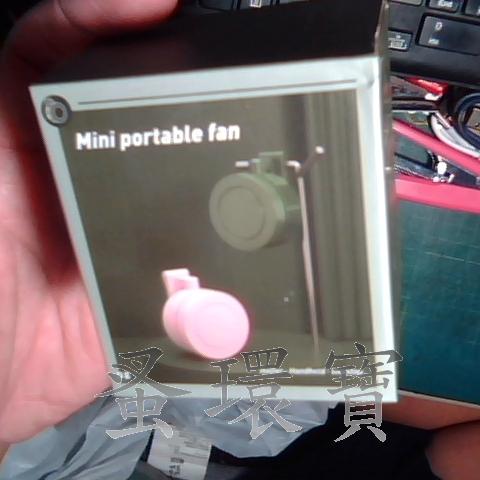 Mini portable fan
蚤環寶